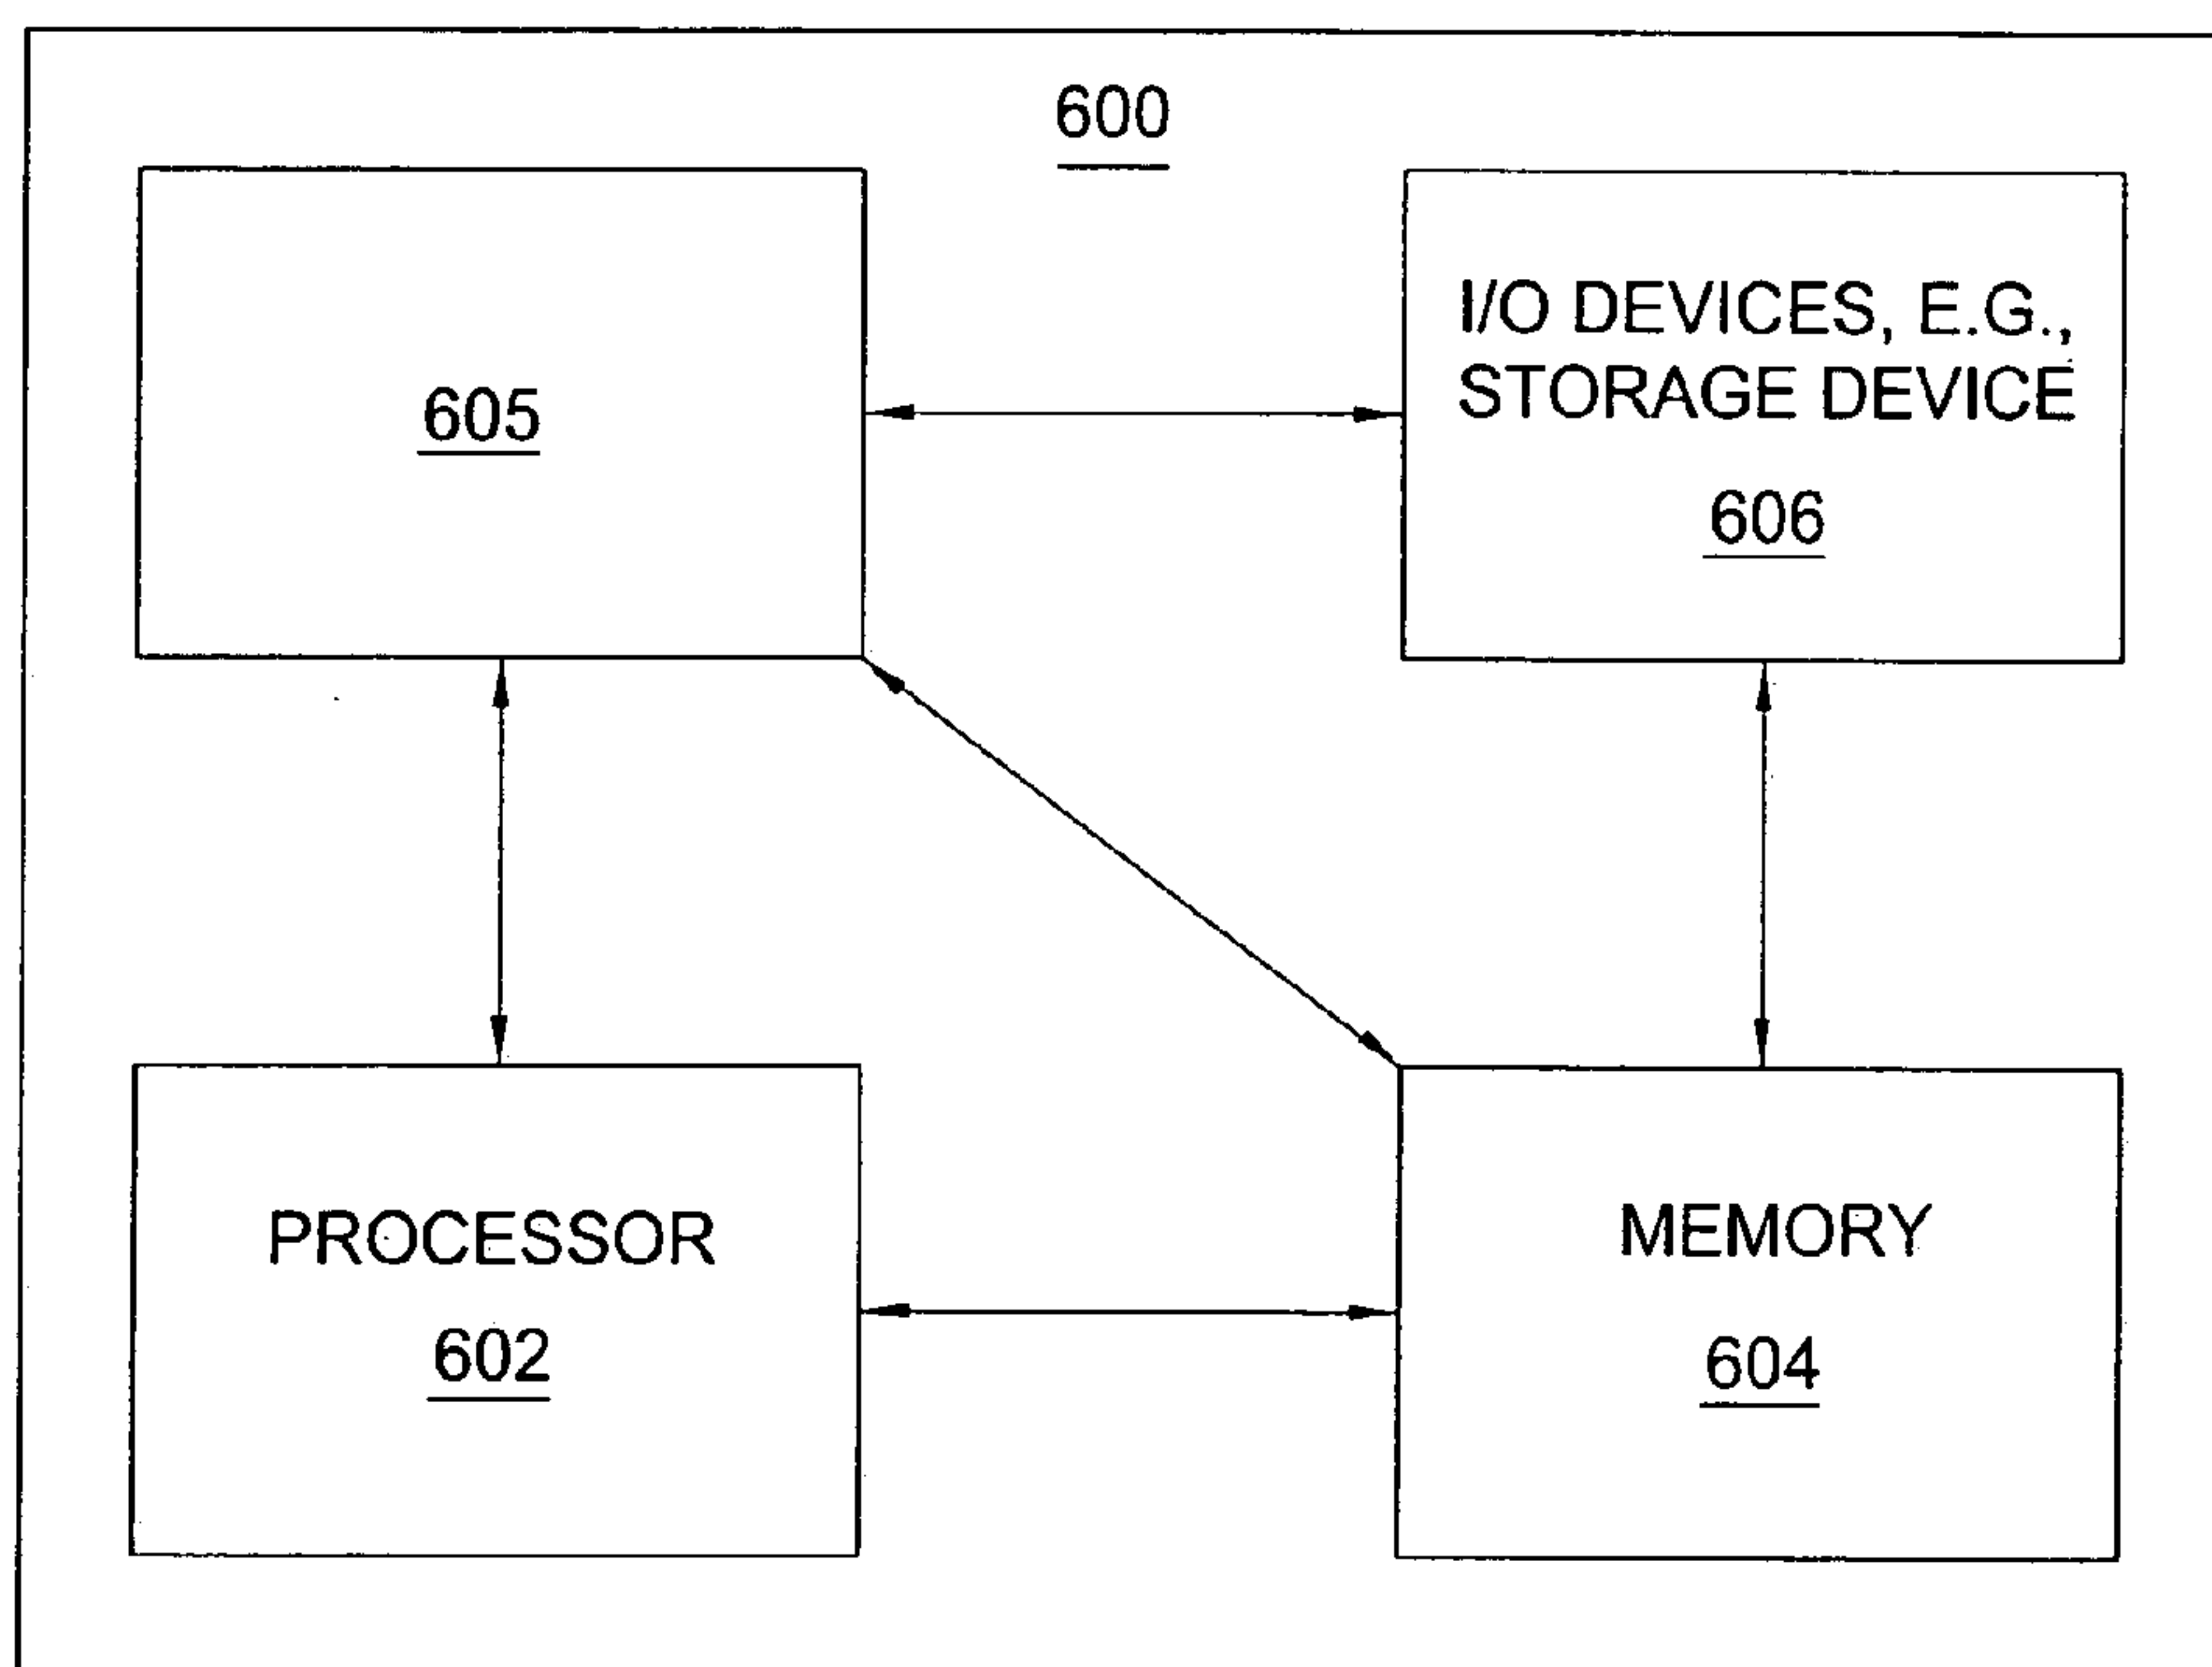 600
605
I/O DEVICES, E.G.,
STORAGE DEVICE
606
PROCESSOR
602
MEMORY
604